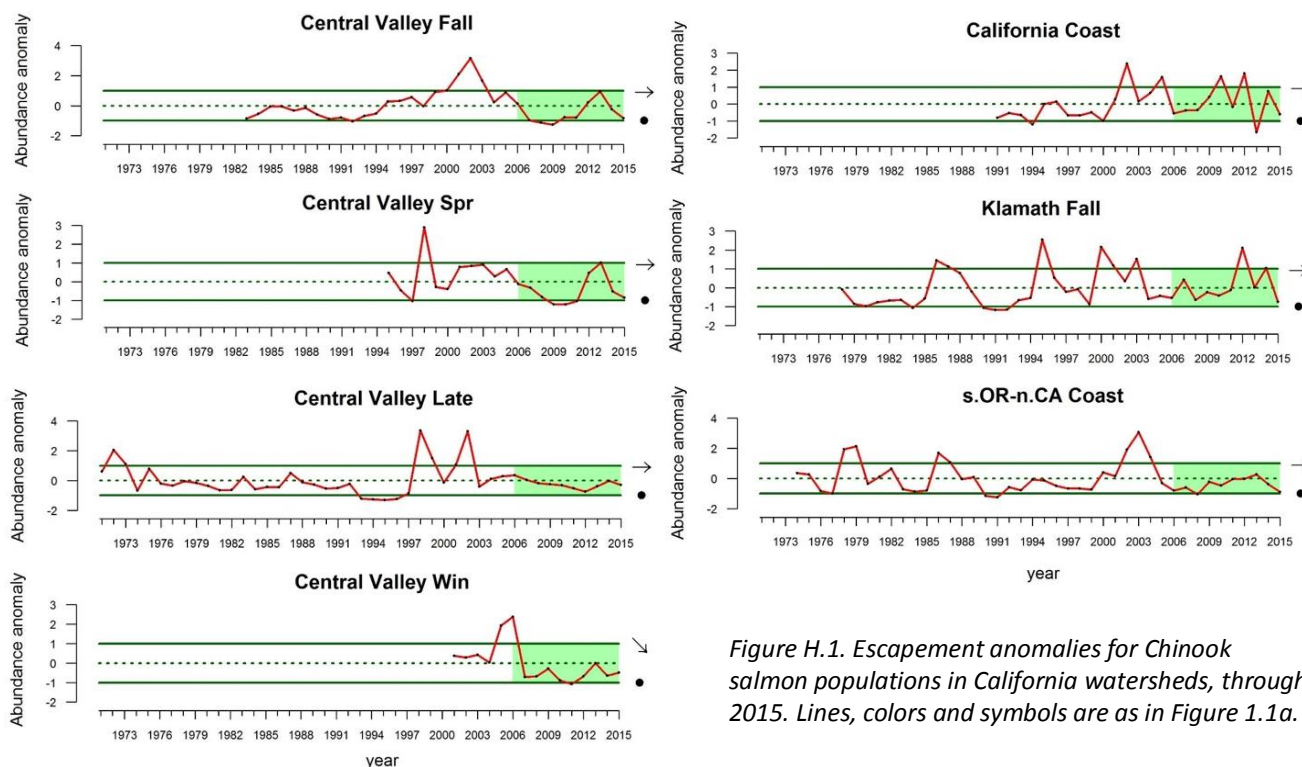 Central Valley Fall
Abundance anomaly
4
2
0
-2
1973 1976 1979 1982 1985 1988 1991 1994 1997 2000 2003 2006 2009 2012 2015
Central Valley Spr
Abundance anomaly
3
2
1
0
-1
-2
1973 1976 1979 1982 1985 1988 1991 1994 1997 2000 2003 2006 2009 2012 2015
Central Valley Late
Abundance anomaly
4
2
0
-2
1973 1976 1979 1982 1985 1988 1991 1994 1997 2000 2003 2006 2009 2012 2015
Central Valley Win
Abundance anomaly
3
2
1
0
-1
-2
1973 1976 1979 1982 1985 1988 1991 1994 1997 2000 2003 2006 2009 2012 2015
year
California Coast
Abundance anomaly
3
2
1
0
-1
-2
1973 1976 1979 1982 1985 1988 1991 1994 1997 2000 2003 2006 2009 2012 2015
Klamath Fall
Abundance anomaly
3
2
1
0
-1
-2
1973 1976 1979 1982 1985 1988 1991 1994 1997 2000 2003 2006 2009 2012 2015
s.OR-n.CA Coast
Abundance anomaly
4
2
0
-2
1973 1976 1979 1982 1985 1988 1991 1994 1997 2000 2003 2006 2009 2012 2015
year
Figure H.1. Escapement anomalies for Chinook
salmon populations in California watersheds, through
2015. Lines, colors and symbols are as in Figure 1.1a.